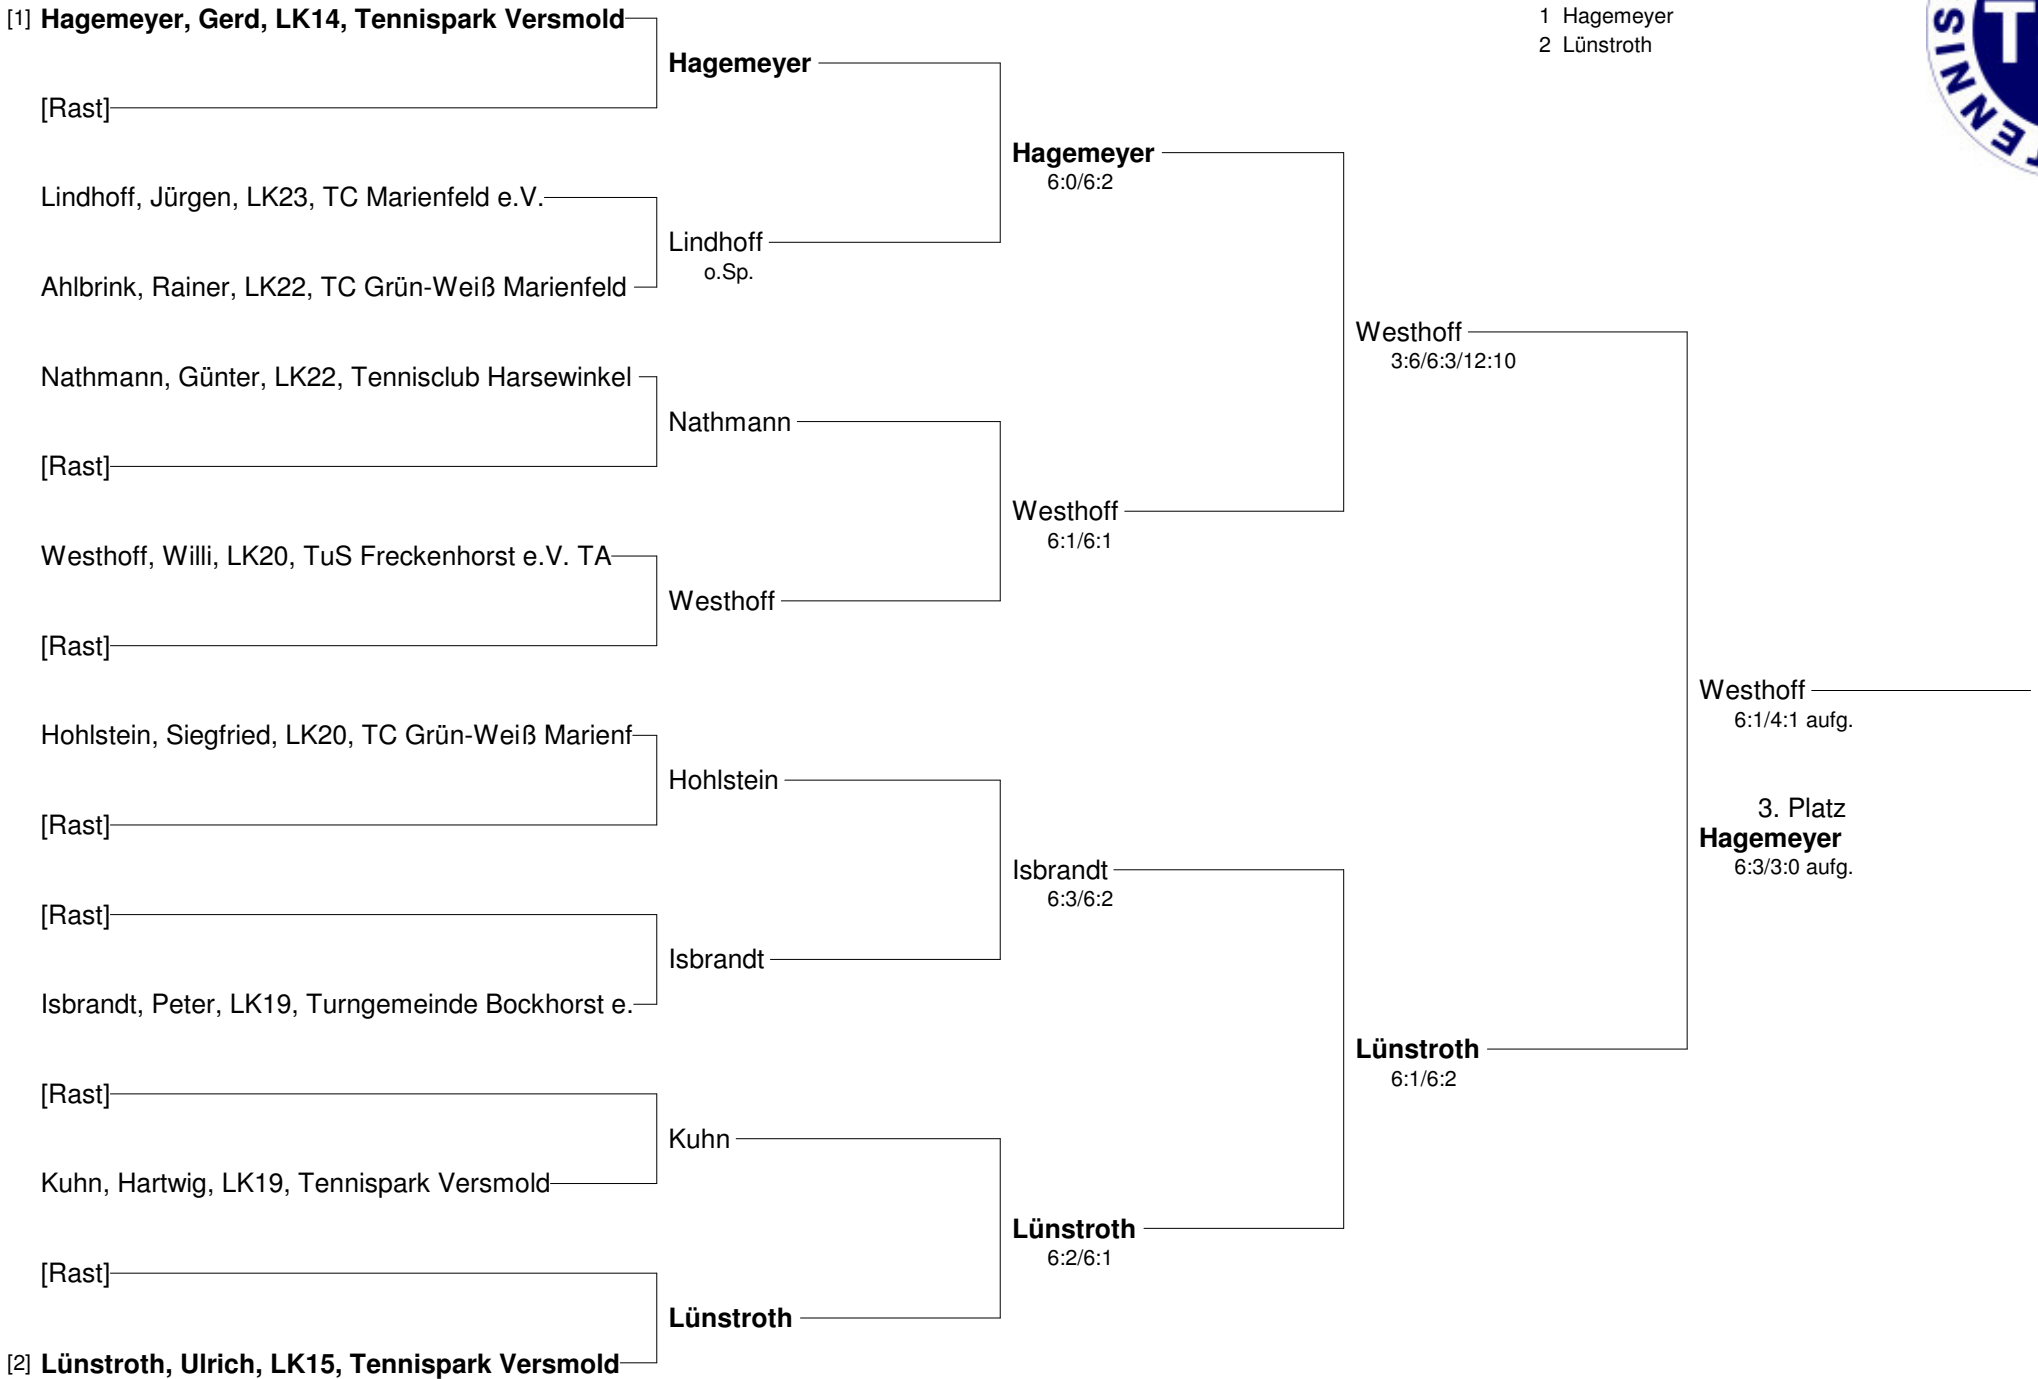 [1] Hagemeyer, Gerd, LK14, Tennispark Versmold
1 Hagemeyer
2 Lünstroth
Hagemeyer
[Rast]
Hagemeyer
6:0/6:2
Lindhoff, Jürgen, LK23, TC Marienfeld e.V.
Lindhoff
o.Sp.
Ahlbrink, Rainer, LK22, TC Grün-Weiß Marienfeld
Westhoff
3:6/6:3/12:10
Nathmann, Günter, LK22, Tennisclub Harsewinkel
Nathmann
[Rast]
Westhoff
6:1/6:1
Westhoff, Willi, LK20, TuS Freckenhorst e.V. TA
Westhoff
[Rast]
Westhoff
6:1/4:1 aufg.
Hohlstein, Siegfried, LK20, TC Grün-Weiß Marienf
Hohlstein
3. Platz
Hagemeyer
6:3/3:0 aufg.
[Rast]
Isbrandt
6:3/6:2
[Rast]
Isbrandt
Isbrandt, Peter, LK19, Turngemeinde Bockhorst e.
Lünstroth
6:1/6:2
[Rast]
Kuhn
Kuhn, Hartwig, LK19, Tennispark Versmold
Lünstroth
6:2/6:1
[Rast]
Lünstroth
[2] Lünstroth, Ulrich, LK15, Tennispark Versmold